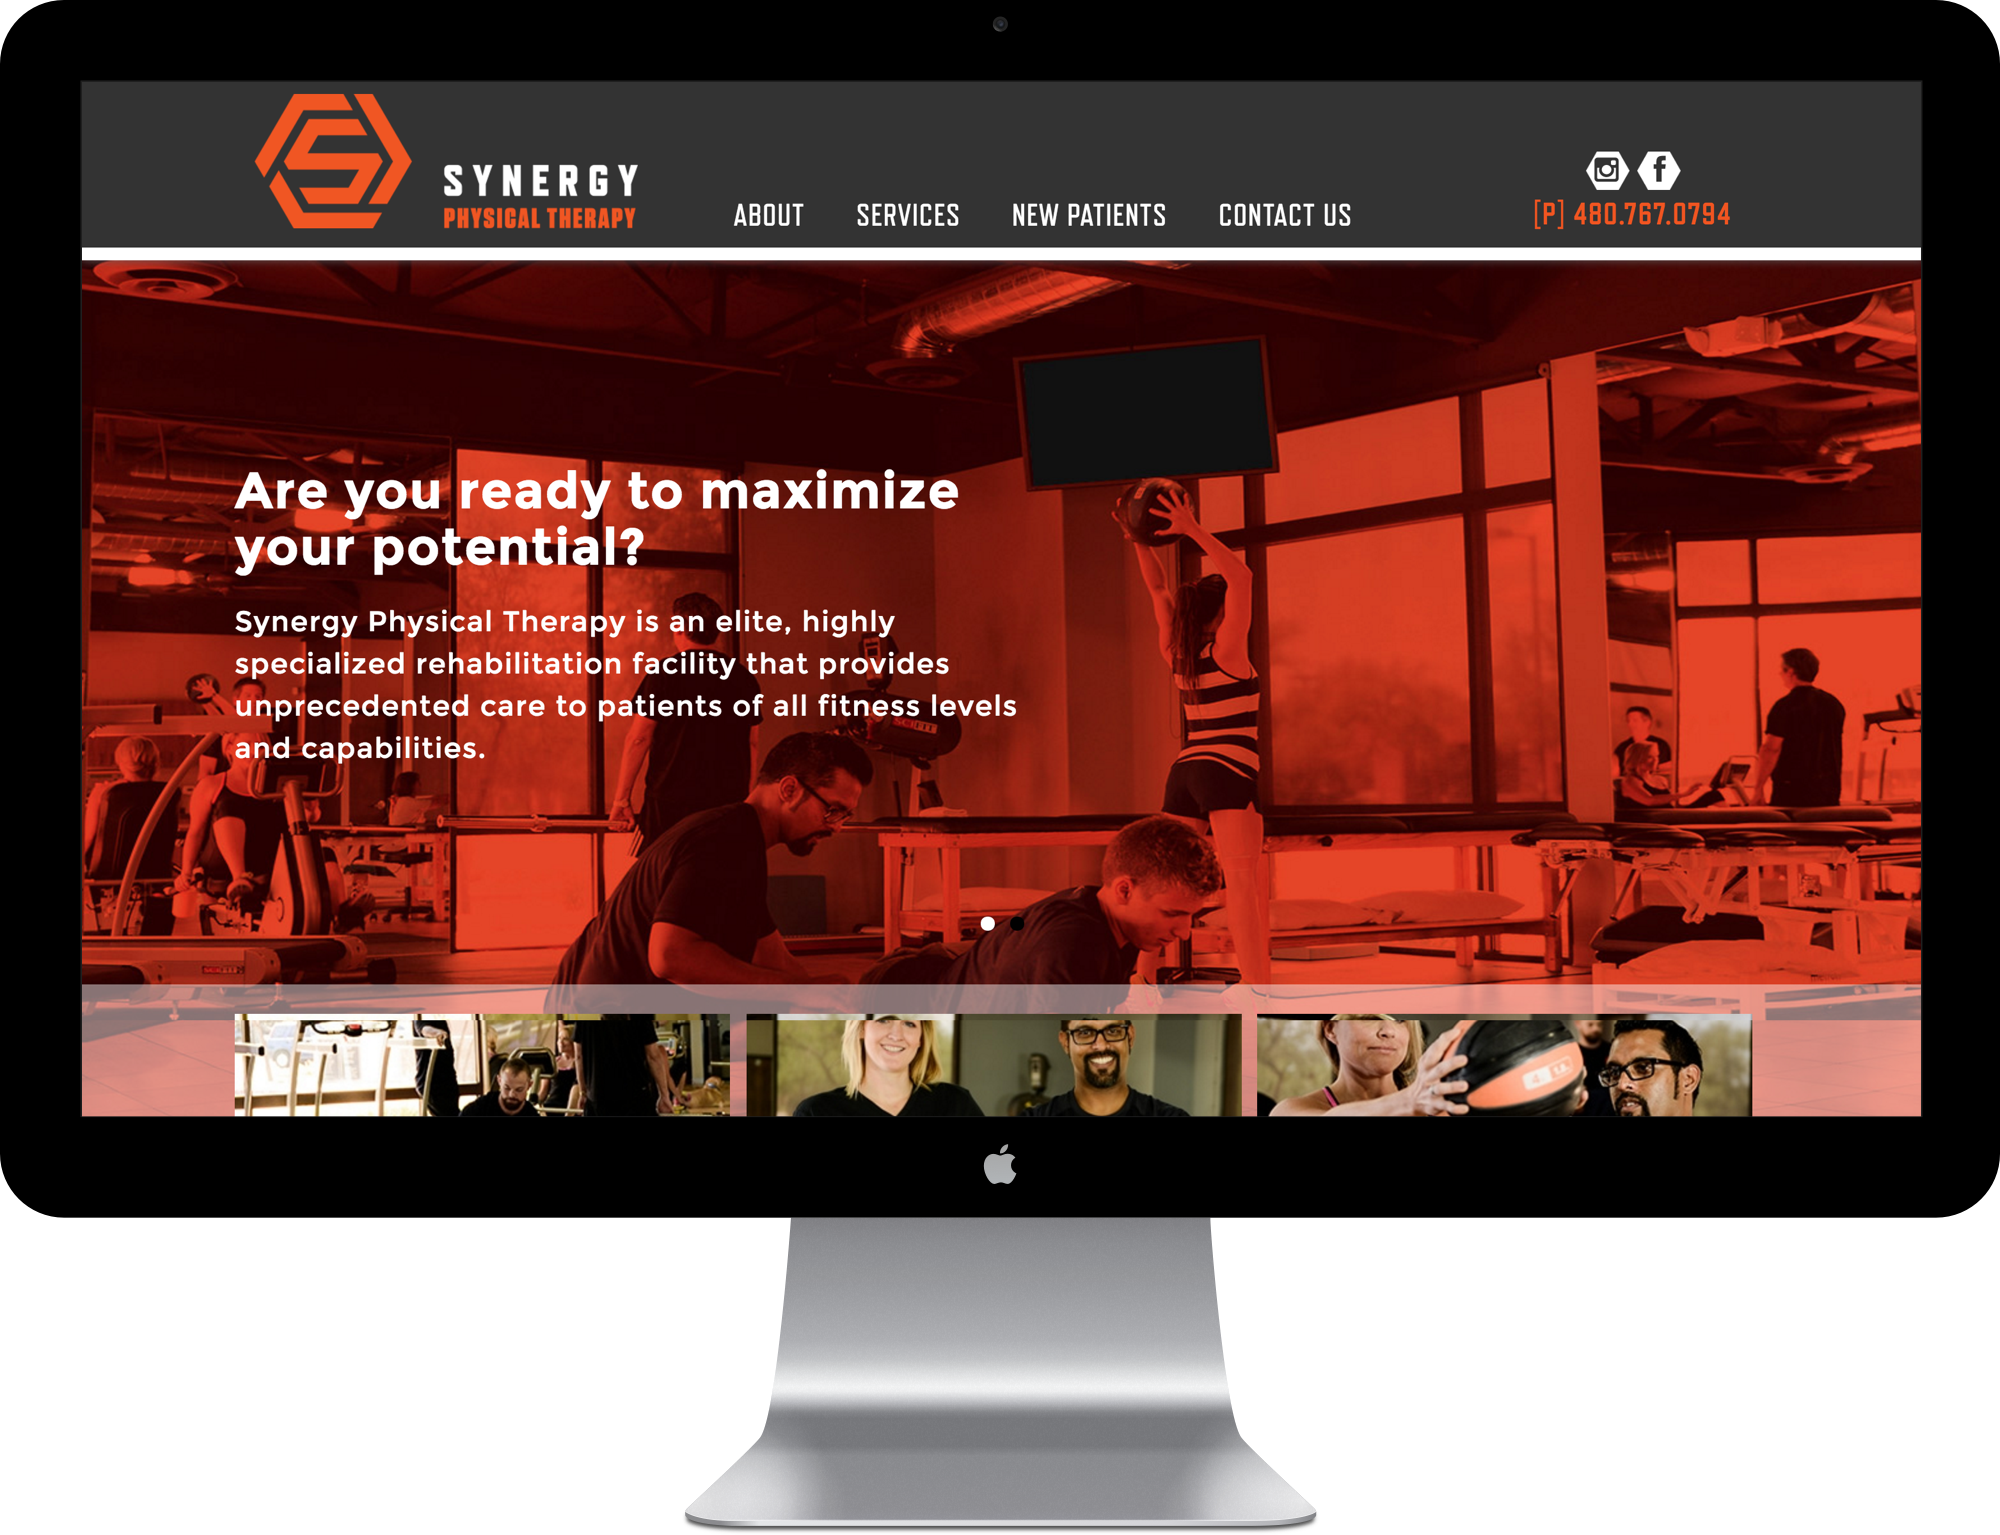 SYNERGY
PHYSICAL THERAPY
ABOUT
SERVICES
NEW PATIENTS
CONTACT US
[P] 480.767.0794
Are you ready to maximize
your potential?
Synergy Physical Therapy is an elite, highly
specialized rehabilitation facility that provides
unprecedented care to patients of all fitness levels
and capabilities.
SCIFIT
4